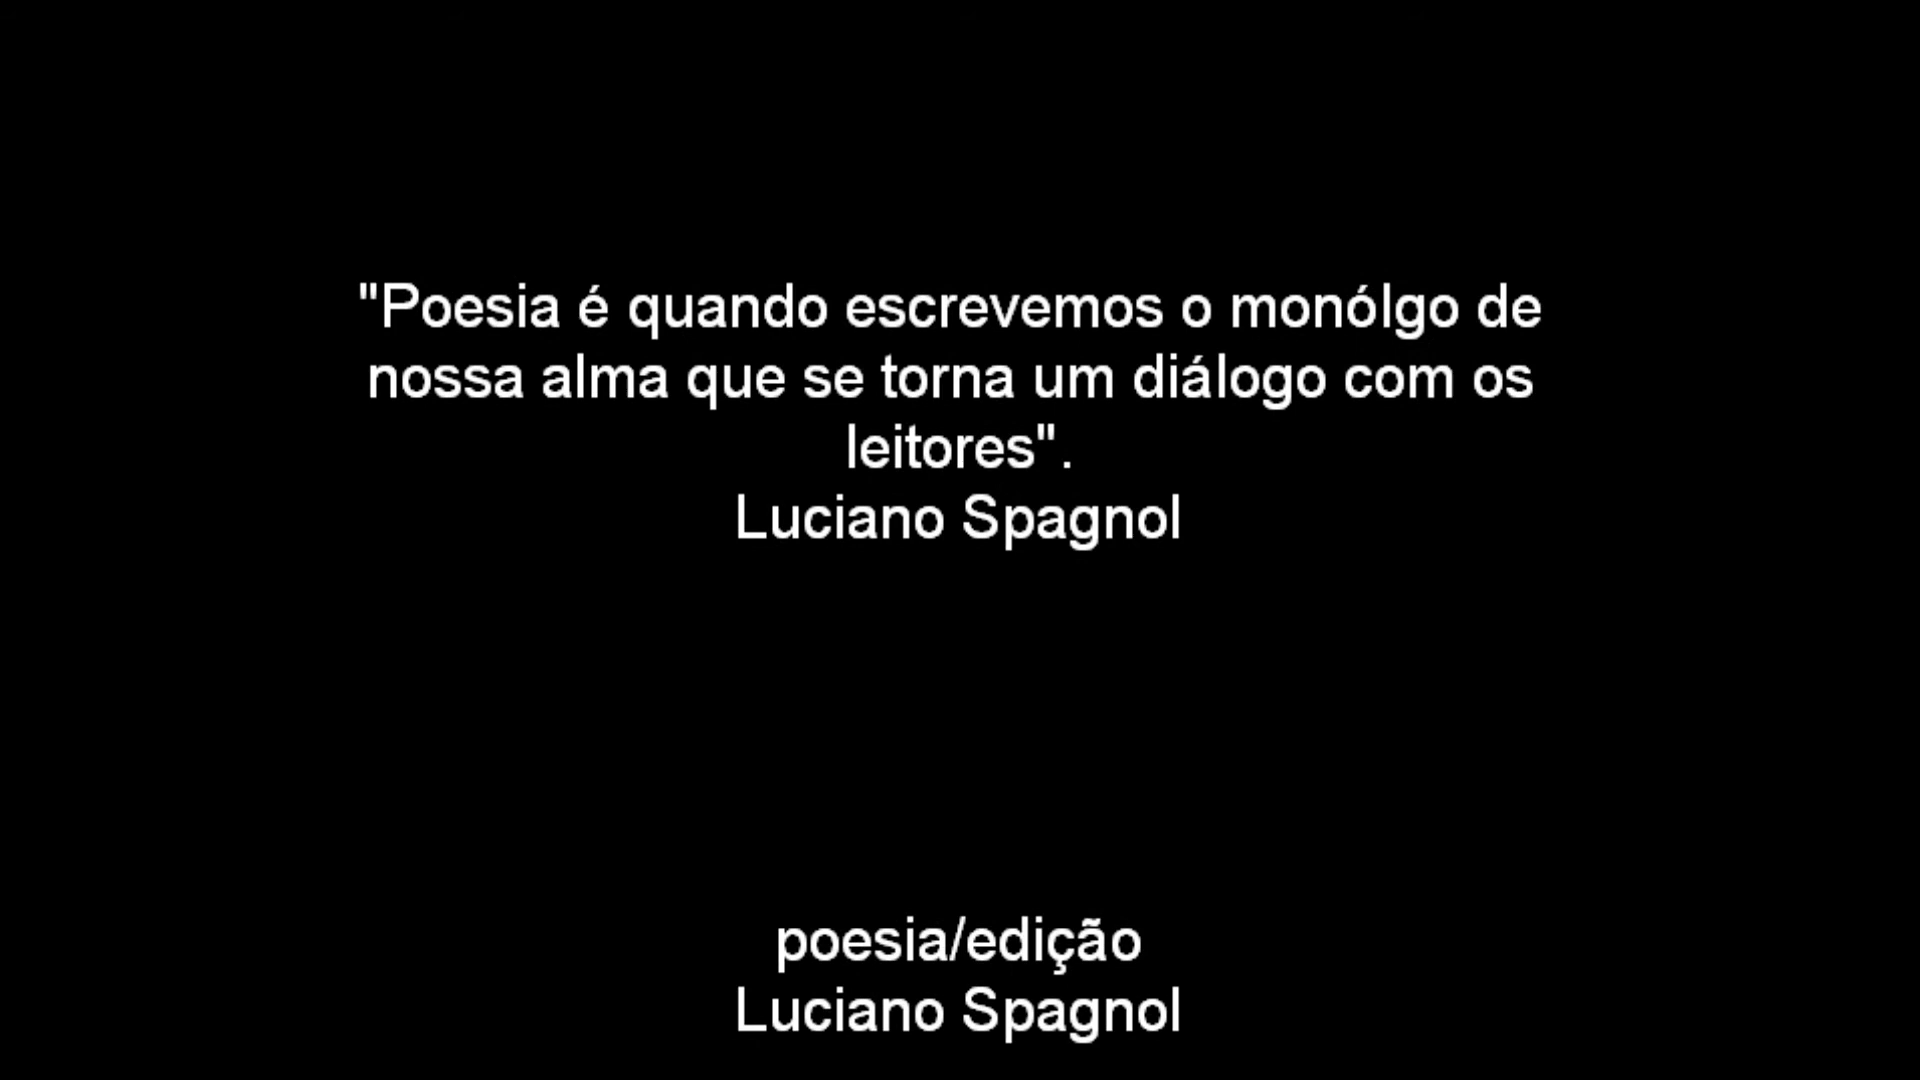 "Poesia é quando escrevemos o monólgo de
nossa alma que se torna um diálogo com os
leitores".
Luciano Spagnol
poesia/edição
Luciano Spagnol